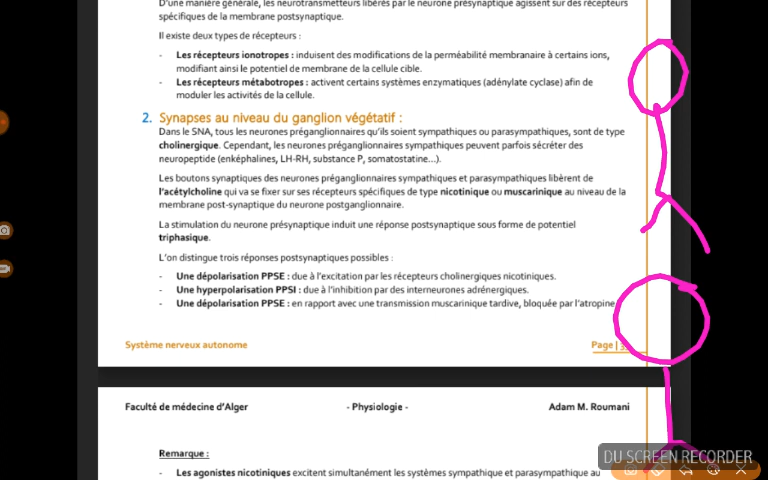 D'une manière générale, les neurotransmetteurs libérés par le neurone présynaptique agissent sur des récepteurs
spécifiques de la membrane postsynaptique.
Il existe deux types de récepteurs :
- Les récepteurs ionotropes : induisent des modifications de la perméabilité membranaire à certains ions,
modifiant ainsi le potentiel de membrane de la cellule cible.
- Les récepteurs métabotropes : activent certains systèmes enzymatiques (adénylate cyclase) afin de
moduler les activités de la cellule.
2. Synapses au niveau du ganglion végétatif :
Dans le SNA, tous les neurones préganglionnaires qu'ils soient sympathiques ou parasympathiques, sont de type
cholinergique. Cependant, les neurones préganglionnaires sympathiques peuvent parfois sécréter des
neuropeptide (enképhalines, LH-RH, substance P, somatostatine...).
Les boutons synaptiques des neurones préganglionnaires sympathiques et parasympathiques libèrent de
l'acétylcholine qui va se fixer sur ses récepteurs spécifiques de type nicotinique ou muscarinique au niveau de la
membrane post-synaptique du neurone postganglionnaire.
La stimulation du neurone présynaptique induit une réponse postsynaptique sous forme de potentiel
triphasique.
L'on distingue trois réponses postsynaptiques possibles :
- Une dépolarisation PPSE : due à l'excitation par les récepteurs cholinergiques nicotiniques.
- Une hyperpolarisation PPSI : due à l'inhibition par des interneurones adrénergiques.
- Une dépolarisation PPSE : en rapport avec une transmission muscarinique tardive, bloquée par l'atropine
Système nerveux autonome Page |
Faculté de médecine d'Alger - Physiologie - Adam M. Roumani
Remarque :
- Les agonistes nicotiniques excitent simultanément les systèmes sympathique et parasympathique au
DU SCREEN RECORDER